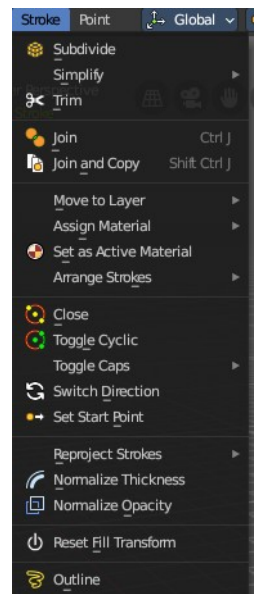 Stroke Point Global
Subdivide
Simplify
Trim
Join Ctrl J
Join and Copy Shift Ctrl J
Move to Layer
Assign Material
Set as Active Material
Arrange Strokes
Close
Toggle Cyclic
Toggle Caps
Switch Direction
Set Start Point
Reproject Strokes
Normalize Thickness
Normalize Opacity
Reset Fill Transform
Outline